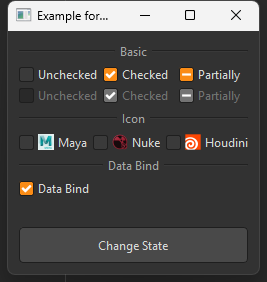 Example for...
Basic
Unchecked Checked Partially
Unchecked Checked Partially
Icon
Maya Nuke Houdini
Data Bind
Data Bind
Change State